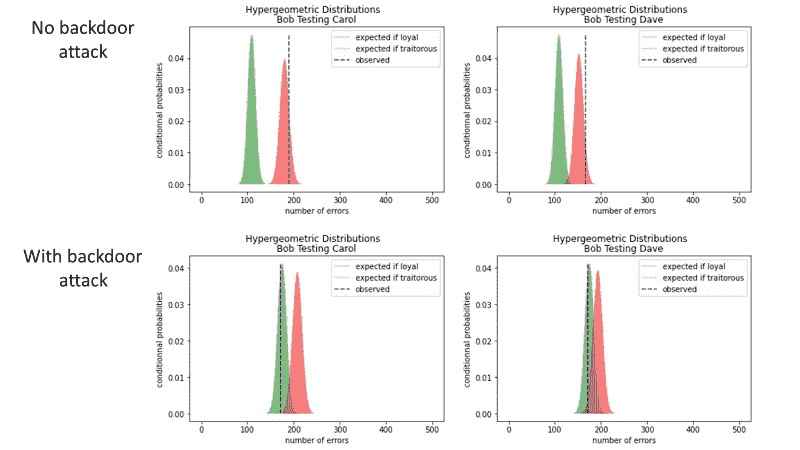 No backdoor
attack
Hypergeometric Distributions
Bob Testing Carol
expected if loyal
expected if traitorous
observed
conditionnal probabilities
0.04
0.03
0.02
0.01
0.00
0 100 200 300 400 500
number of errors
Hypergeometric Distributions
Bob Testing Dave
expected if loyal
expected if traitorous
observed
conditionnal probabilities
0.04
0.03
0.02
0.01
0.00
0 100 200 300 400 500
number of errors
With backdoor
attack
Hypergeometric Distributions
Bob Testing Carol
expected if loyal
expected if traitorous
observed
conditionnal probabilities
0.04
0.03
0.02
0.01
0.00
0 100 200 300 400 500
number of errors
Hypergeometric Distributions
Bob Testing Dave
expected if loyal
expected if traitorous
observed
conditionnal probabilities
0.04
0.03
0.02
0.01
0.00
0 100 200 300 400 500
number of errors